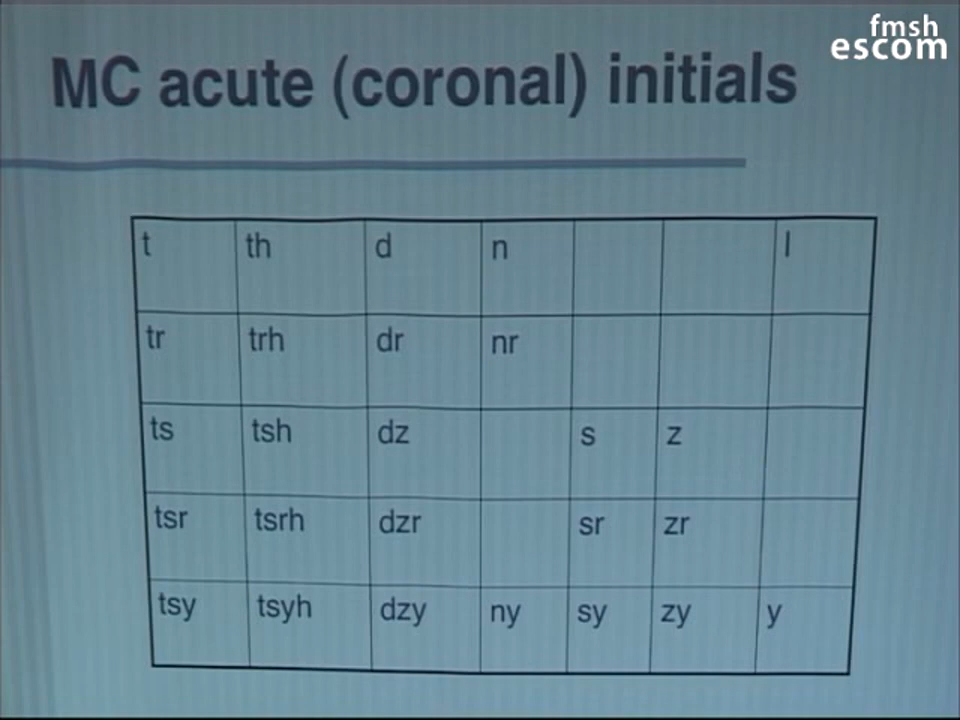 fmsh
escom
MC acute (coronal) initials
t th d n l
tr trh dr nr
ts tsh dz s z
tsr tsrh dzr sr zr
tsy tsyh dzy ny sy zy y